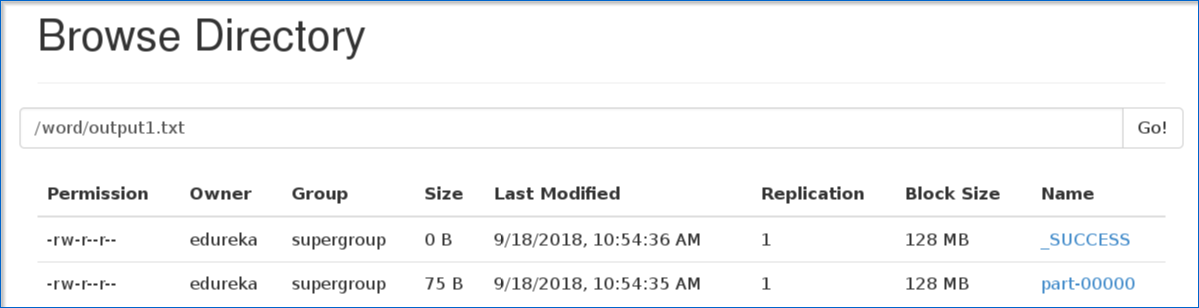 Browse Directory
/word/output1.txt Go!
Permission Owner Group Size Last Modified Replication Block Size Name
-rw-r--r-- edureka supergroup 0 B 9/18/2018, 10:54:36 AM 1 128 MB _SUCCESS
-rw-r--r-- edureka supergroup 75 B 9/18/2018, 10:54:35 AM 1 128 MB part-00000